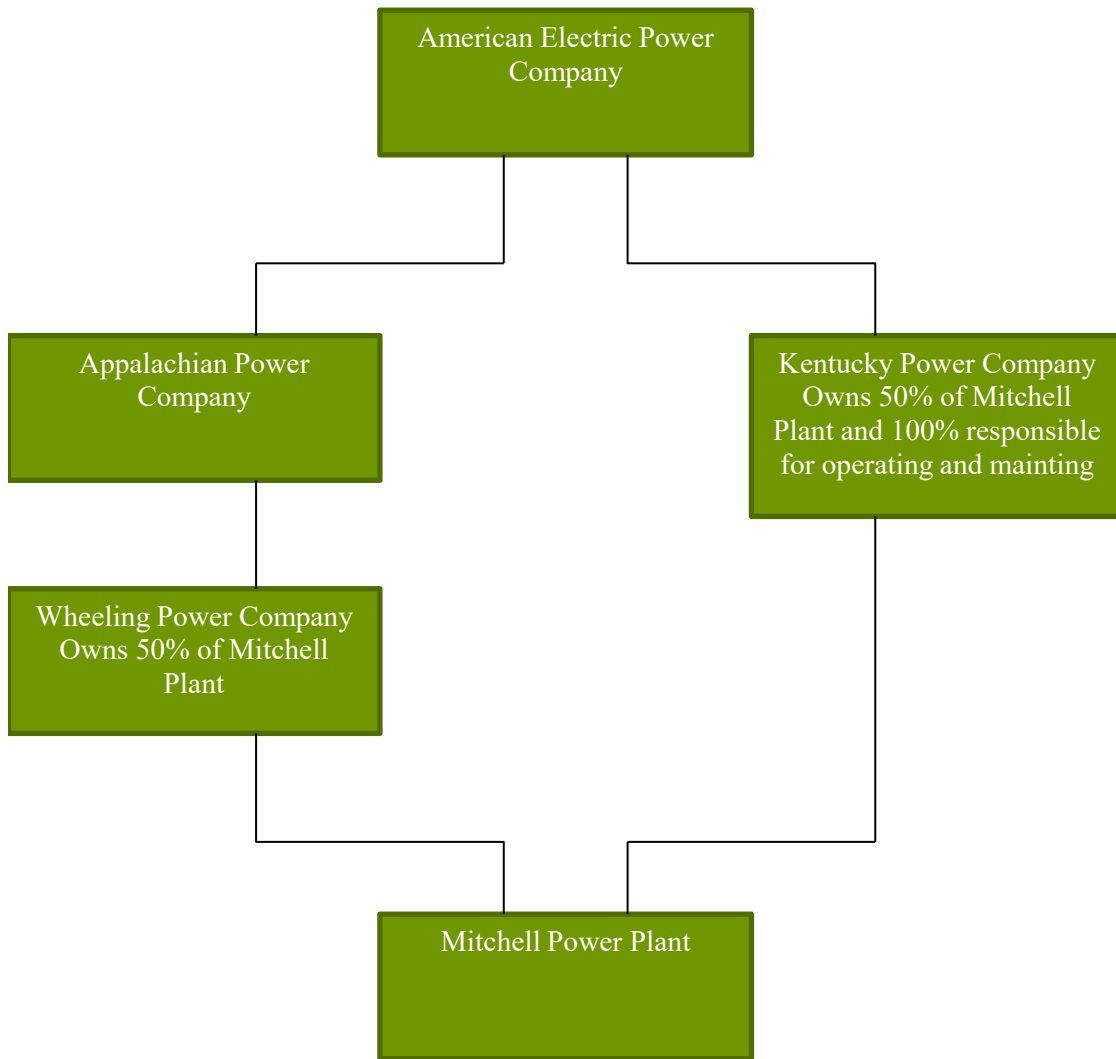 American Electric Power
Company
Appalachian Power
Company
Kentucky Power Company
Owns 50% of Mitchell
Plant and 100% responsible
for operating and mainting
Wheeling Power Company
Owns 50% of Mitchell
Plant
Mitchell Power Plant